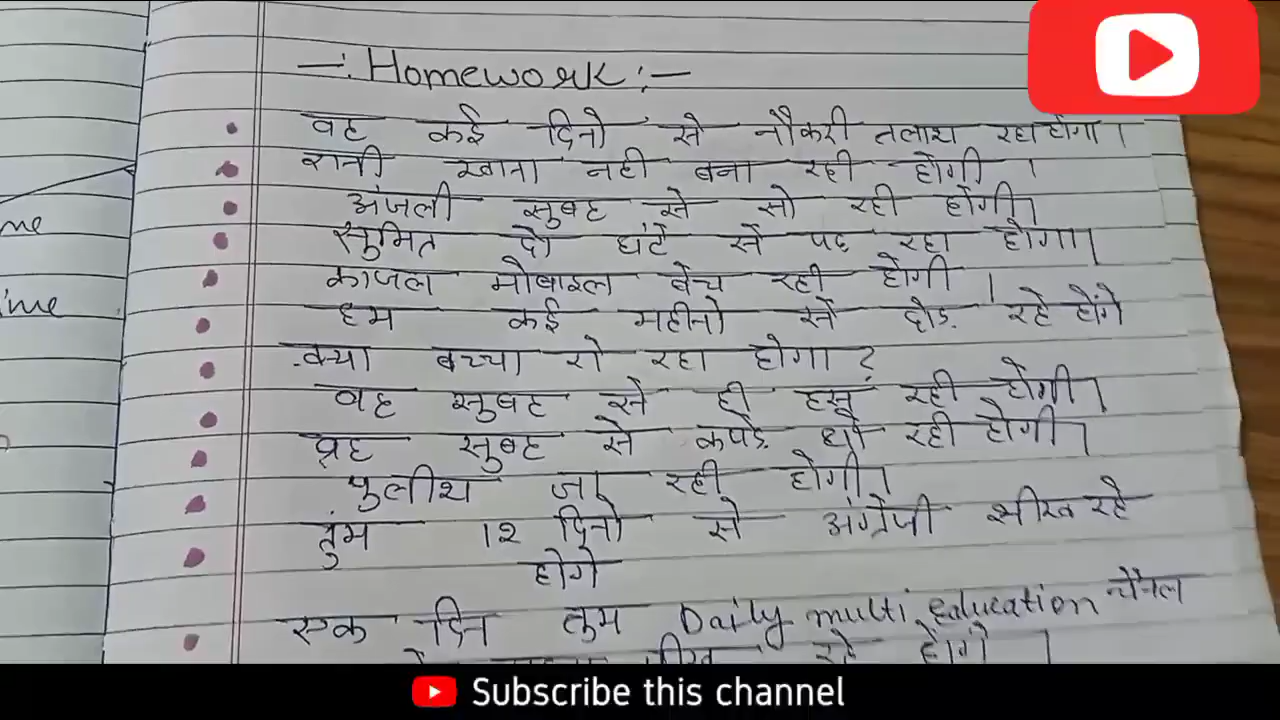 -: Homework :-
वह कई दिनो से नौकरी तलाश रहा होगा।
रानी खाना नही बना रही होगी ।
अंजली सुबह से सो रही होगी।
सुमित दो घंटे से पढ़ रहा होगा।
काजल मोबाइल बेच रही होगी ।
हम कई महीनो से दौड़ रहे होंगे
क्या बच्चा रो रहा होगा?
वह सुबह से ही हस रही होगी।
वह सुबह से कपड़े धो रही होगी।
पुलीश जा रही होगी।
तुम 12 दिनो से अंग्रेजी शीख रहे
होगे
एक दिन तुम Daily multi education चैनल
रहे होंगे ।
me
ime
Subscribe this channel